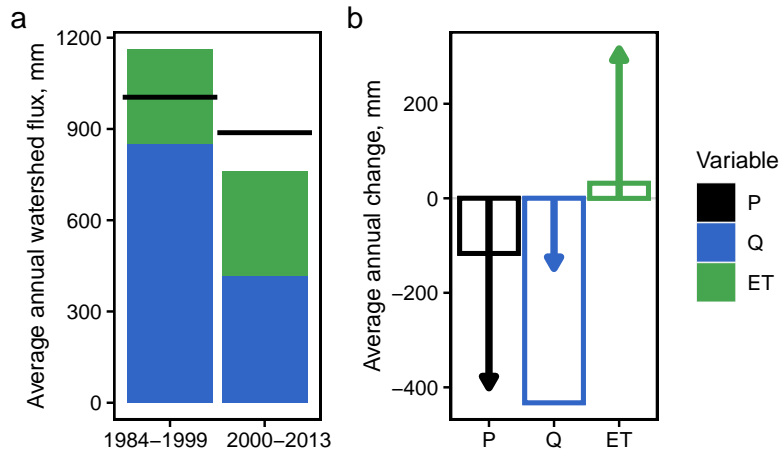 a
Average annual watershed flux, mm
1200
900
600
300
0
1984−1999
2000−2013
b
Average annual change, mm
200
0
−200
−400
P
Q
ET
Variable
P
Q
ET